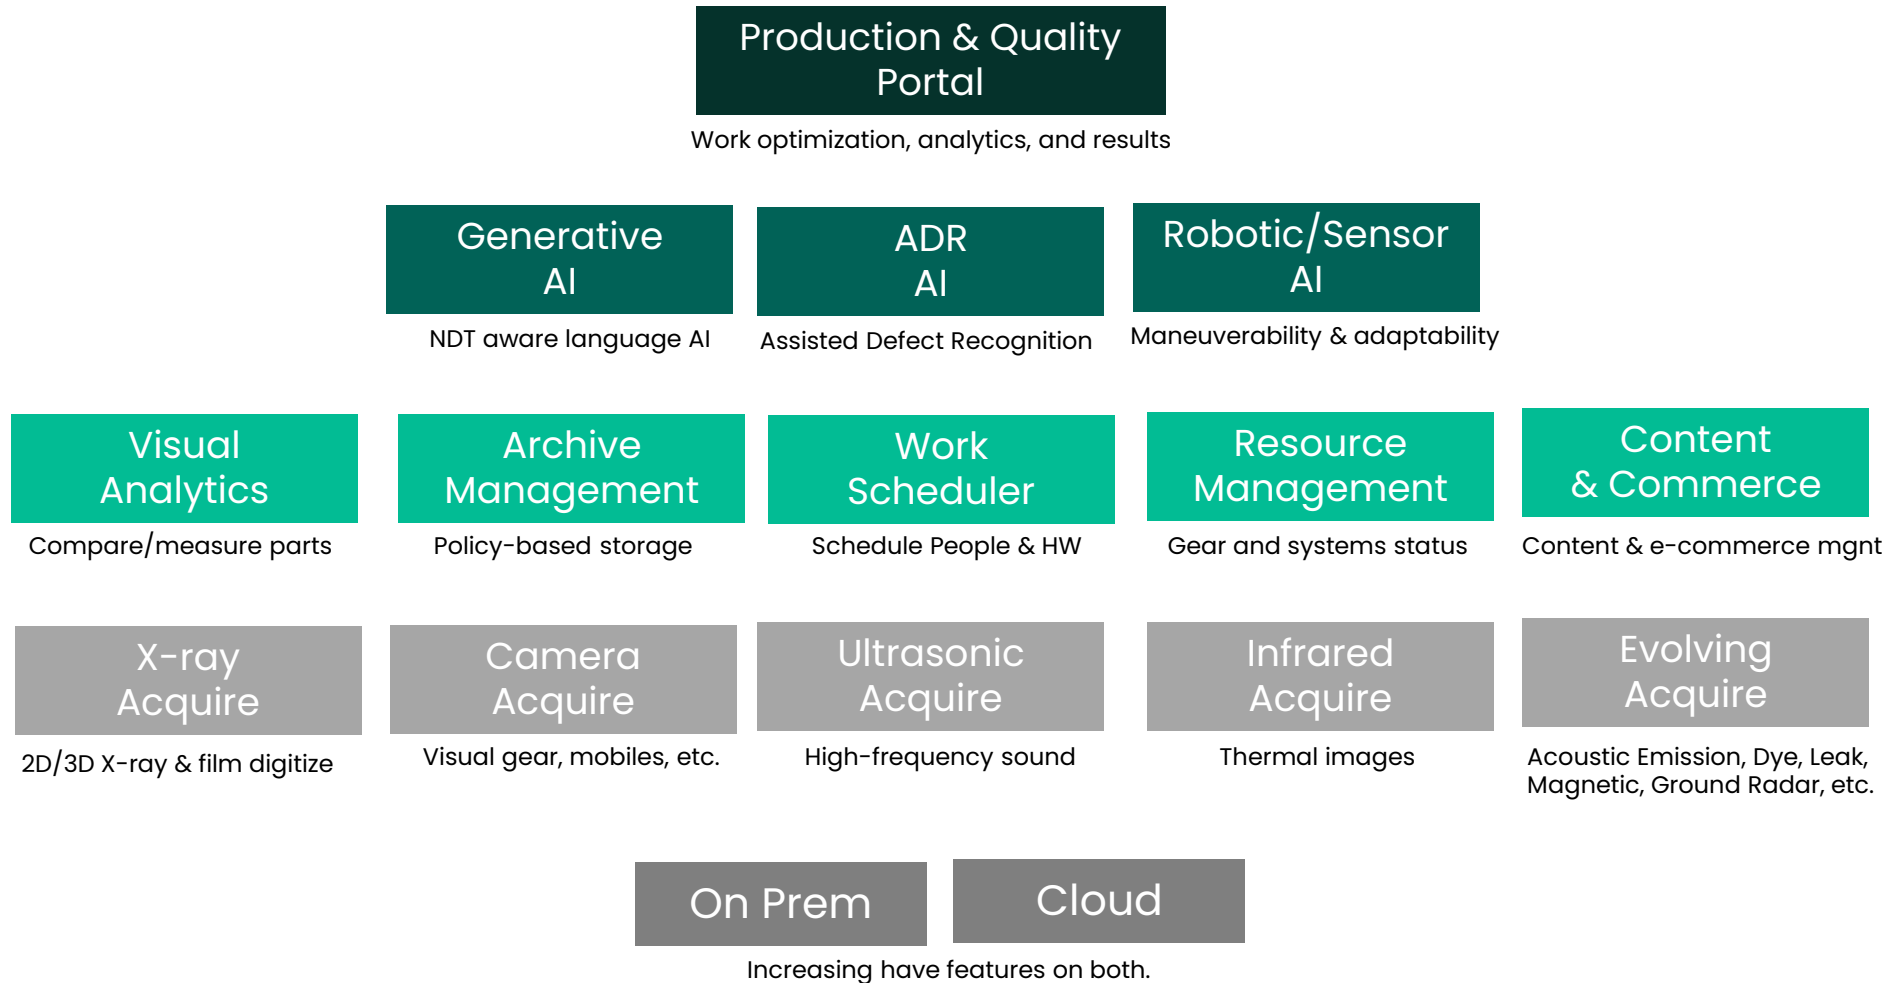 Production & Quality
Portal
Work optimization, analytics, and results
Generative
AI
NDT aware language AI
ADR
AI
Assisted Defect Recognition
Robotic/Sensor
AI
Maneuverability & adaptability
Visual
Analytics
Compare/measure parts
Archive
Management
Policy-based storage
Work
Scheduler
Schedule People & HW
Resource
Management
Gear and systems status
Content
& Commerce
Content & e-commerce mgnt
X-ray
Acquire
2D/3D X-ray & film digitize
Camera
Acquire
Visual gear, mobiles, etc.
Ultrasonic
Acquire
High-frequency sound
Infrared
Acquire
Thermal images
Evolving
Acquire
Acoustic Emission, Dye, Leak,
Magnetic, Ground Radar, etc.
On Prem
Cloud
Increasing have features on both.